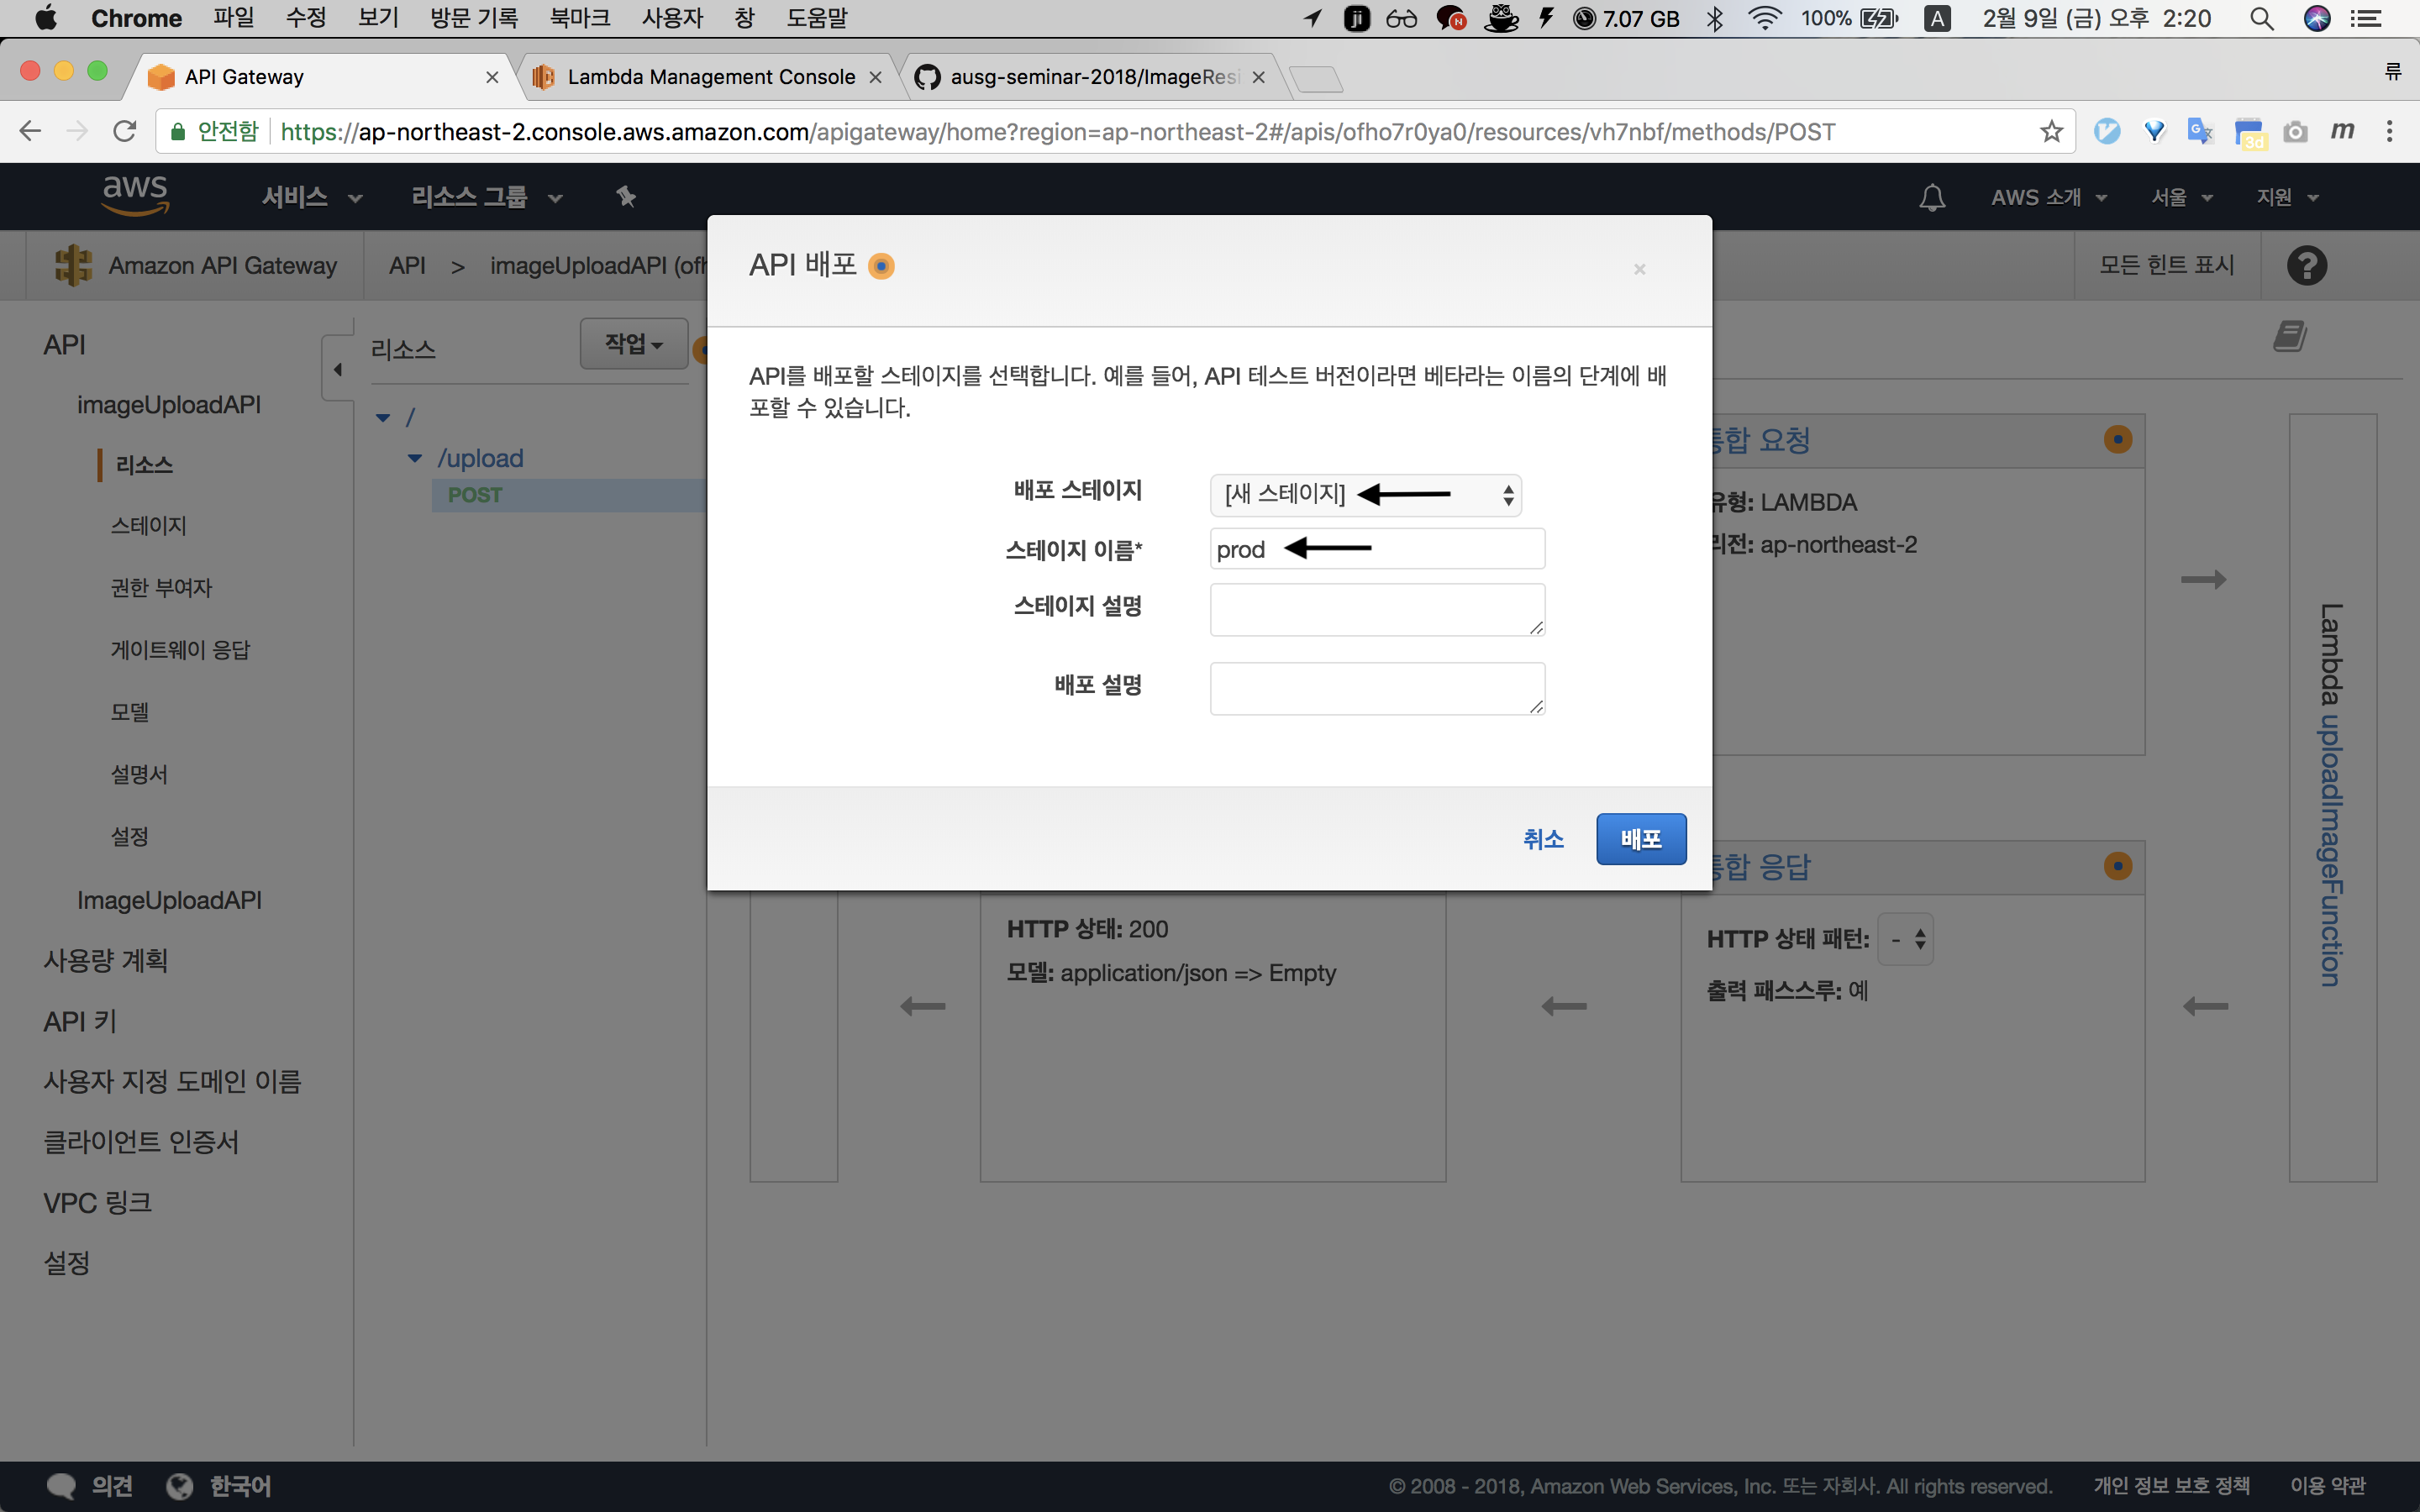 Chrome 파일 수정 보기 방문 기록 북마크 사용자 창 도움말 ji N 7.07 GB 100% A 2월 9일 (금) 오후 2:20
API Gateway Lambda Management Console ausg-seminar-2018/ImageResi 류
안전함 https://ap-northeast-2.console.aws.amazon.com/apigateway/home?region=ap-northeast-2#/apis/ofho7r0ya0/resources/vh7nbf/methods/POST 3d m
aws 서비스 리소스 그룹 AWS 소개 서울 지원
Amazon API Gateway API > imageUploadAPI (ofh 모든 힌트 표시 ?
API
imageUploadAPI
리소스
스테이지
권한 부여자
게이트웨이 응답
모델
설명서
설정
ImageUploadAPI
사용량 계획
API 키
사용자 지정 도메인 이름
클라이언트 인증서
VPC 링크
설정
리소스 작업
/
/upload
POST
API 배포 ×
API를 배포할 스테이지를 선택합니다. 예를 들어, API 테스트 버전이라면 베타라는 이름의 단계에 배
포할 수 있습니다.
배포 스테이지 [새 스테이지]
스테이지 이름* prod
스테이지 설명
배포 설명
취소 배포
통합 요청
유형: LAMBDA
리전: ap-northeast-2
HTTP 상태: 200
모델: application/json => Empty
통합 응답
HTTP 상태 패턴: -
출력 패스스루: 예
Lambda uploadImageFunction
의견 한국어 © 2008 - 2018, Amazon Web Services, Inc. 또는 자회사. All rights reserved. 개인 정보 보호 정책 이용 약관